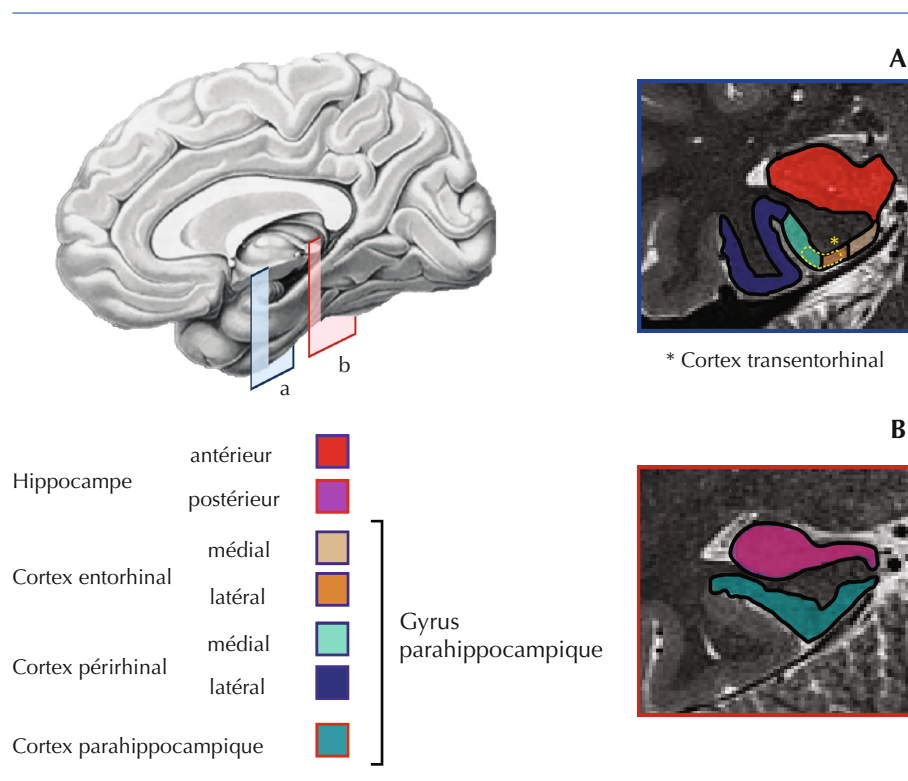 A
a
b
* Cortex transentorhinal
B
Hippocampe
antérieur
postérieur
Cortex entorhinal
médial
latéral
Cortex périrhinal
médial
latéral
Cortex parahippocampique
Gyrus
parahippocampique
*